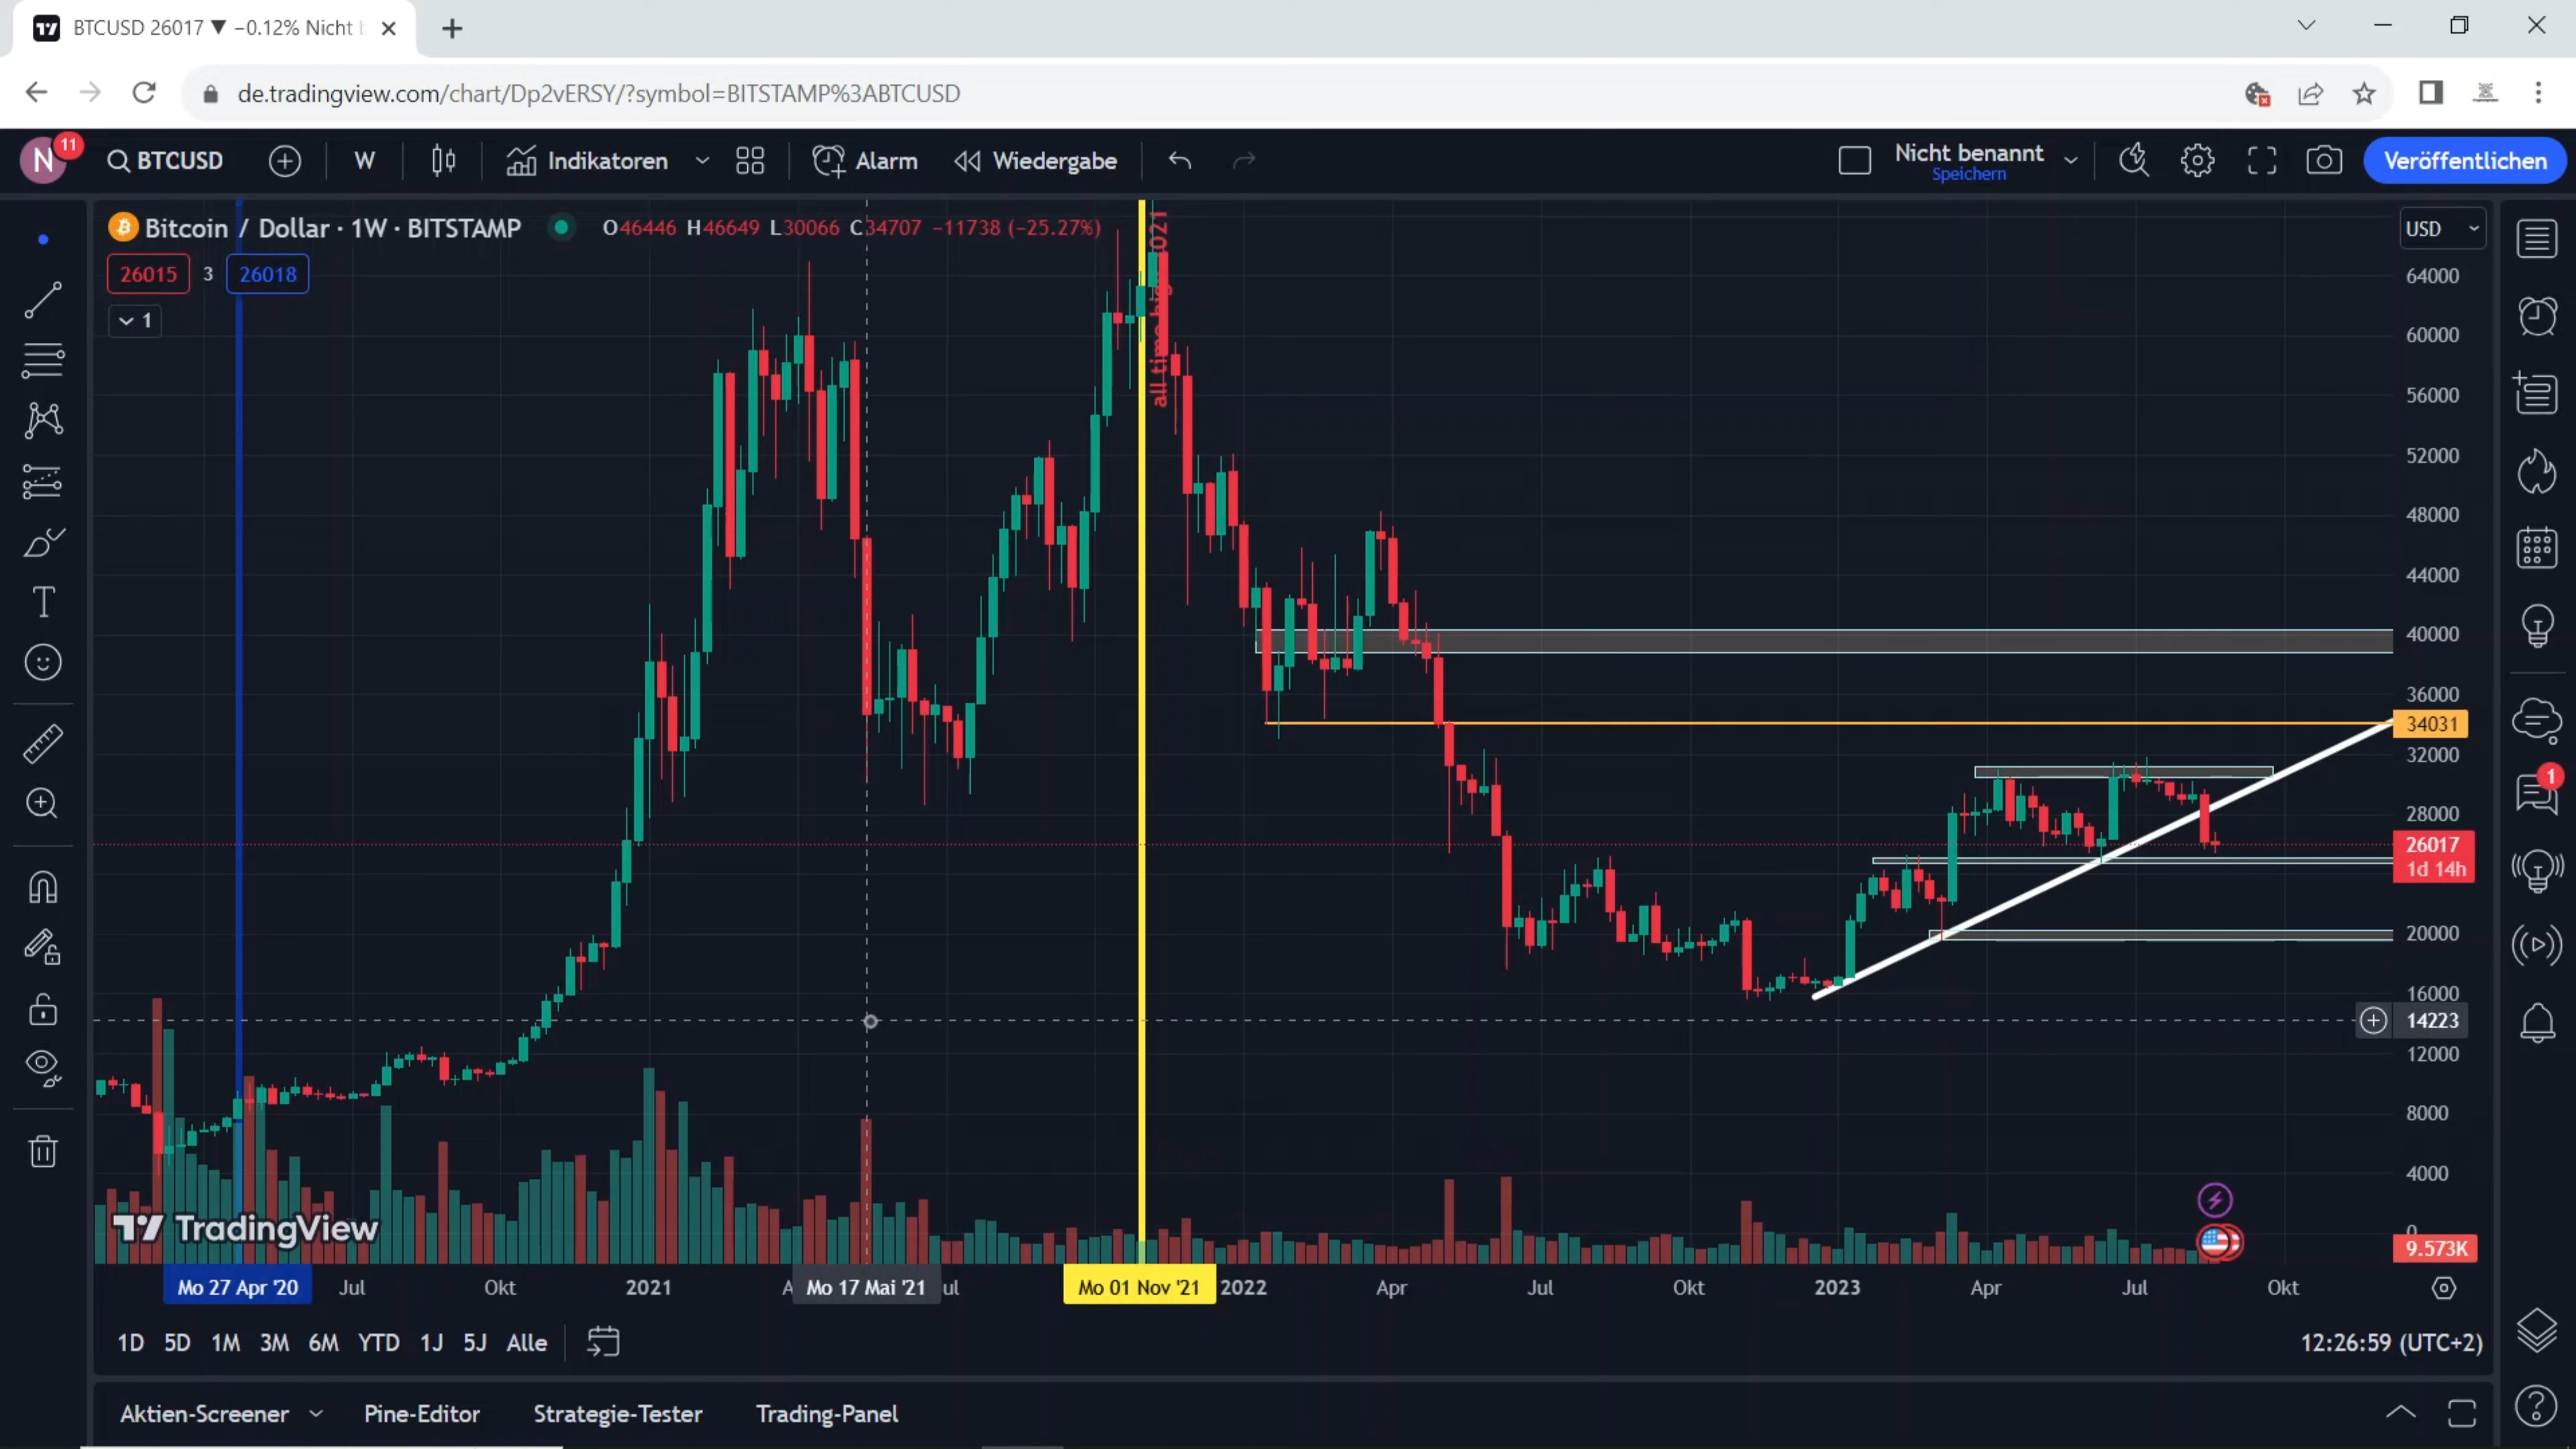 BTCUSD 26017 ▼ −0.12% Nicht
de.tradingview.com/chart/Dp2vERSY/?symbol=BITSTAMP%3ABTCUSD
N 11 BTCUSD W Indikatoren Alarm Wiedergabe Nicht benannt Veröffentlichen
Speichern
Bitcoin / Dollar · 1W · BITSTAMP O46446 H46649 L30066 C34707 −11738 (−25.27%) USD
26015 3 26018
1
all time
64000
60000
56000
52000
48000
44000
40000
36000
34031
32000
28000
26017
1d 14h
20000
16000
14223
12000
8000
4000
0
9.573K
1
TradingView
Mo 27 Apr '20 Jul Okt 2021 A Mo 17 Mai '21 ul Mo 01 Nov '21 2022 Apr Jul Okt 2023 Apr Jul Okt
1D 5D 1M 3M 6M YTD 1J 5J Alle 12:26:59 (UTC+2)
Aktien-Screener Pine-Editor Strategie-Tester Trading-Panel